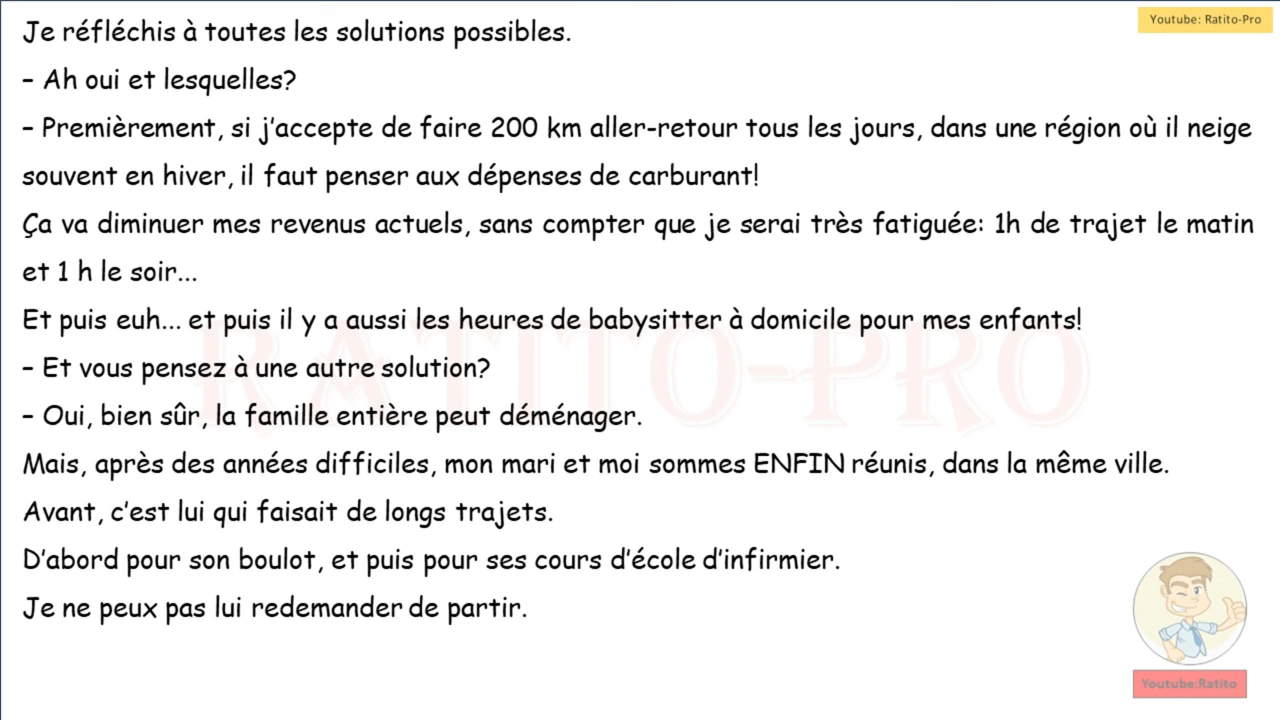 Youtube: Ratito-Pro
Je réfléchis à toutes les solutions possibles.
– Ah oui et lesquelles?
– Premièrement, si j’accepte de faire 200 km aller-retour tous les jours, dans une région où il neige
souvent en hiver, il faut penser aux dépenses de carburant!
Ça va diminuer mes revenus actuels, sans compter que je serai très fatiguée: 1h de trajet le matin
et 1 h le soir...
Et puis euh... et puis il y a aussi les heures de babysitter à domicile pour mes enfants!
– Et vous pensez à une autre solution?
– Oui, bien sûr, la famille entière peut déménager.
Mais, après des années difficiles, mon mari et moi sommes ENFIN réunis, dans la même ville.
Avant, c’est lui qui faisait de longs trajets.
D’abord pour son boulot, et puis pour ses cours d’école d’infirmier.
Je ne peux pas lui redemander de partir.
RATITO-PRO
Youtube:Ratito